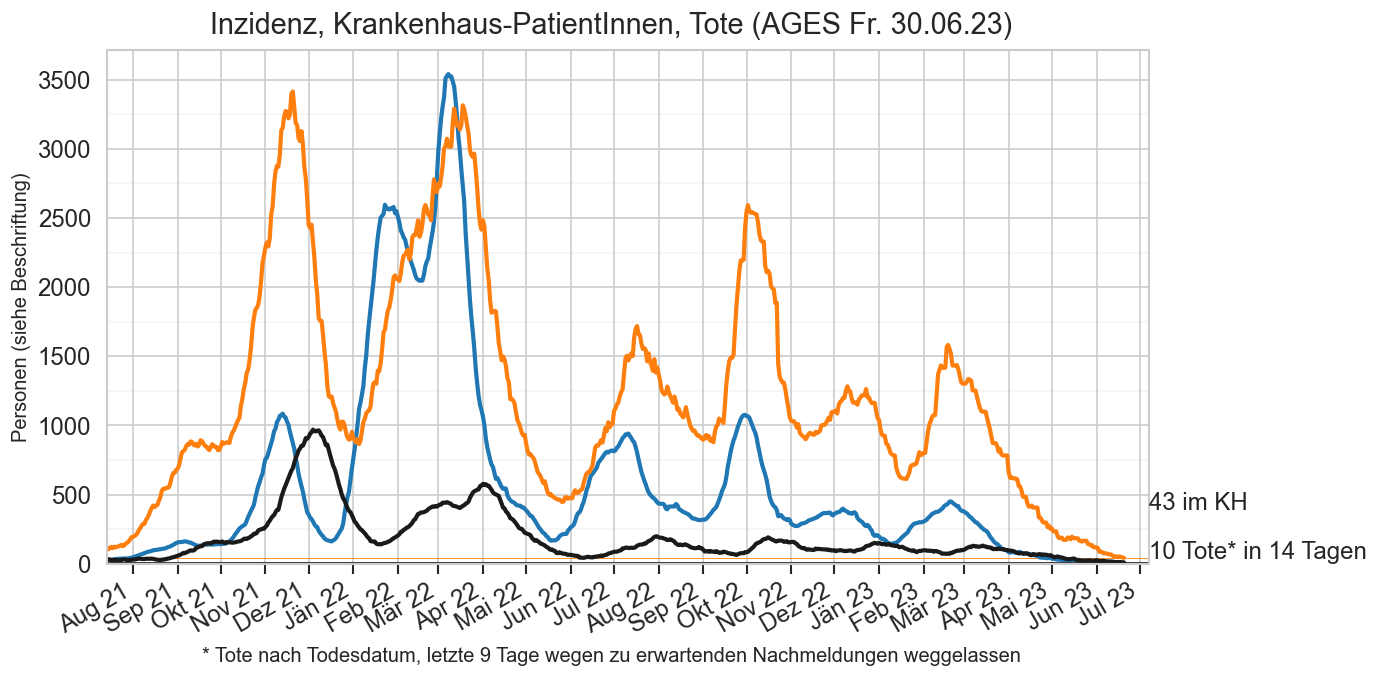 Inzidenz, Krankenhaus-PatientInnen, Tote (AGES Fr. 30.06.23)
Personen (siehe Beschriftung)
3500
3000
2500
2000
1500
1000
500
0
43 im KH
10 Tote* in 14 Tagen
Aug 21
Sep 21
Okt 21
Nov 21
Dez 21
Jän 22
Feb 22
Mär 22
Apr 22
Mai 22
Jun 22
Jul 22
Aug 22
Sep 22
Okt 22
Nov 22
Dez 22
Jän 23
Feb 23
Mär 23
Apr 23
Mai 23
Jun 23
Jul 23
* Tote nach Todesdatum, letzte 9 Tage wegen zu erwartenden Nachmeldungen weggelassen